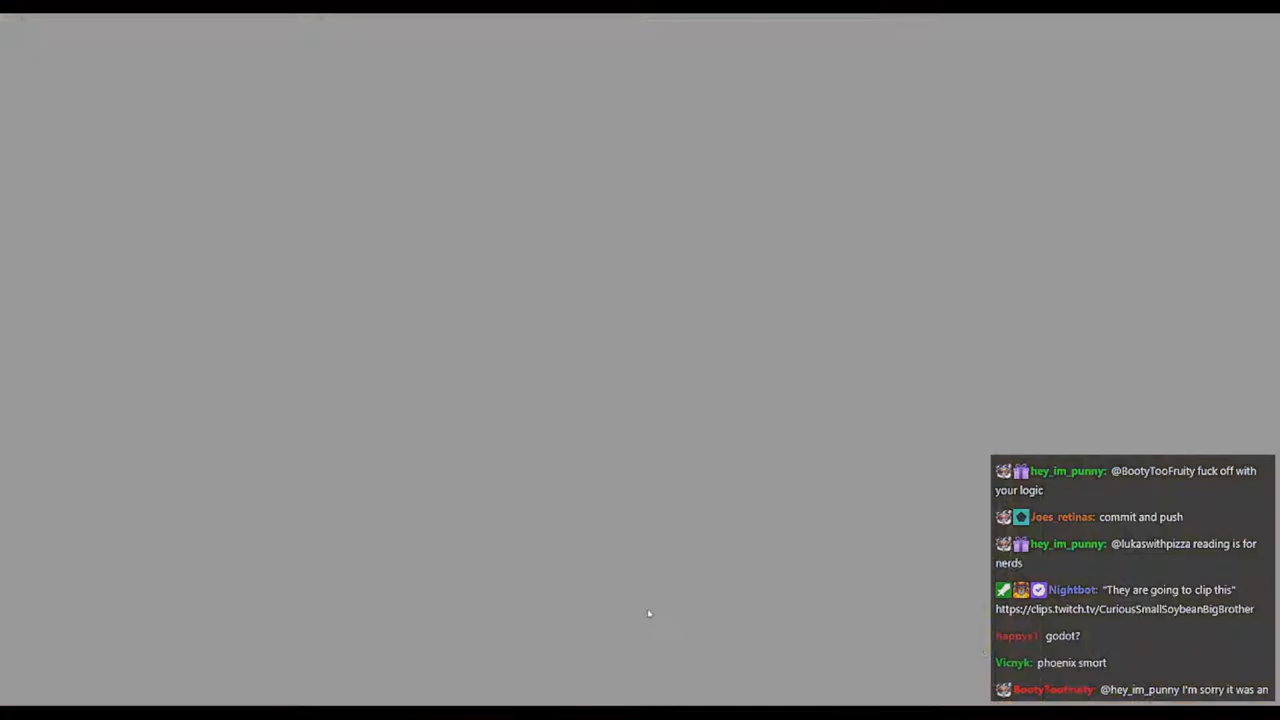 hey_im_punny: @BootyTooFruity fuck off with
your logic
Joes_retinas: commit and push
hey_im_punny: @lukaswithpizza reading is for
nerds
Nightbot: "They are going to clip this"
https://clips.twitch.tv/CuriousSmallSoybeanBigBrother
godot?
Vicnyk: phoenix smort
BootyTooFruity: @hey_im_punny I'm sorry it was an